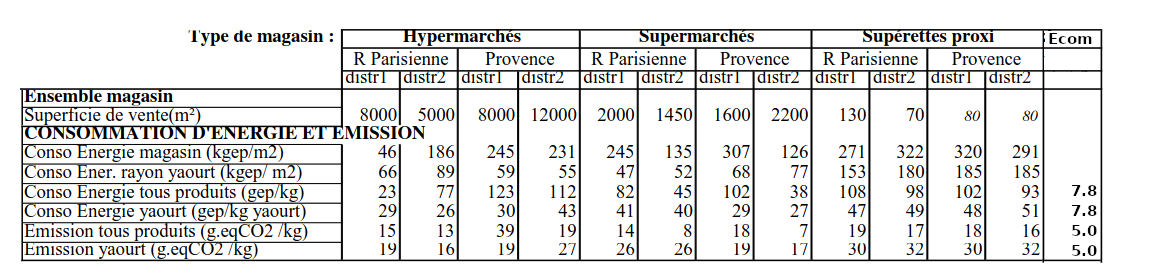 Type de magasin : Hypermarchés Supermarchés Supérettes proxi Ecom
R Parisienne Provence R Parisienne Provence R Parisienne Provence
distr1 distr2 distr1 distr2 distr1 distr2 distr1 distr2 distr1 distr2 distr1 distr2
Ensemble magasin
Superficie de vente(m²) 8000 5000 8000 12000 2000 1450 1600 2200 130 70 80 80
CONSOMMATION D'ENERGIE ET EMISSION
Conso Energie magasin (kgep/m2) 46 186 245 231 245 135 307 126 271 322 320 291
Conso Ener. rayon yaourt (kgep/ m2) 66 89 59 55 47 52 68 77 153 180 185 185
Conso Energie tous produits (gep/kg) 23 77 123 112 82 45 102 38 108 98 102 93 7.8
Conso Energie yaourt (gep/kg yaourt) 29 26 30 43 41 40 29 27 47 49 48 51 7.8
Emission tous produits (g.eqCO2 /kg) 15 13 39 19 14 8 18 7 19 17 18 16 5.0
Emission yaourt (g.eqCO2 /kg) 19 16 19 27 26 26 19 17 30 32 30 32 5.0